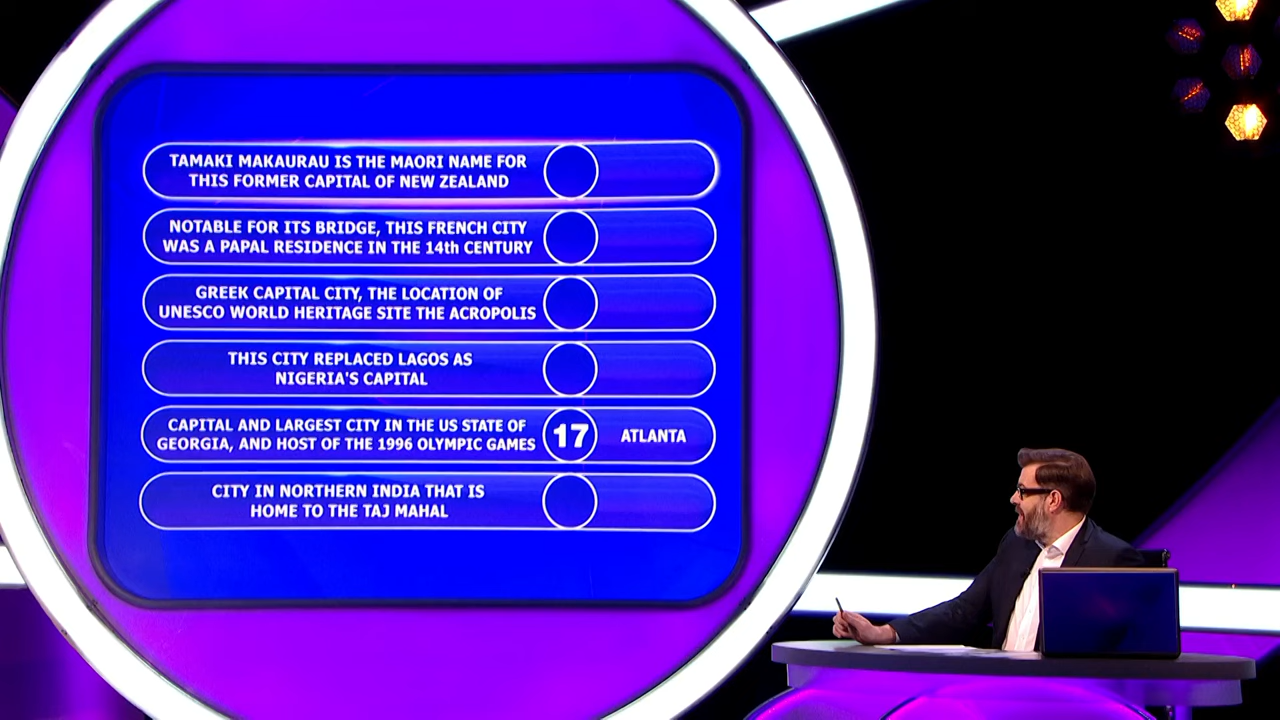 TAMAKI MAKAURAU IS THE MAORI NAME FOR
THIS FORMER CAPITAL OF NEW ZEALAND
NOTABLE FOR ITS BRIDGE, THIS FRENCH CITY
WAS A PAPAL RESIDENCE IN THE 14th CENTURY
GREEK CAPITAL CITY, THE LOCATION OF
UNESCO WORLD HERITAGE SITE THE ACROPOLIS
THIS CITY REPLACED LAGOS AS
NIGERIA'S CAPITAL
CAPITAL AND LARGEST CITY IN THE US STATE OF
GEORGIA, AND HOST OF THE 1996 OLYMPIC GAMES
17 ATLANTA
CITY IN NORTHERN INDIA THAT IS
HOME TO THE TAJ MAHAL